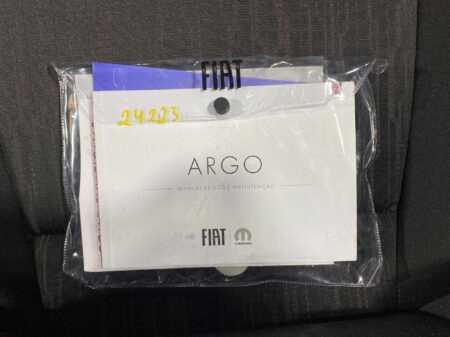 FIAT
24223
ARGO
MANUAL DE USO E MANUTENÇÃO
FIAT